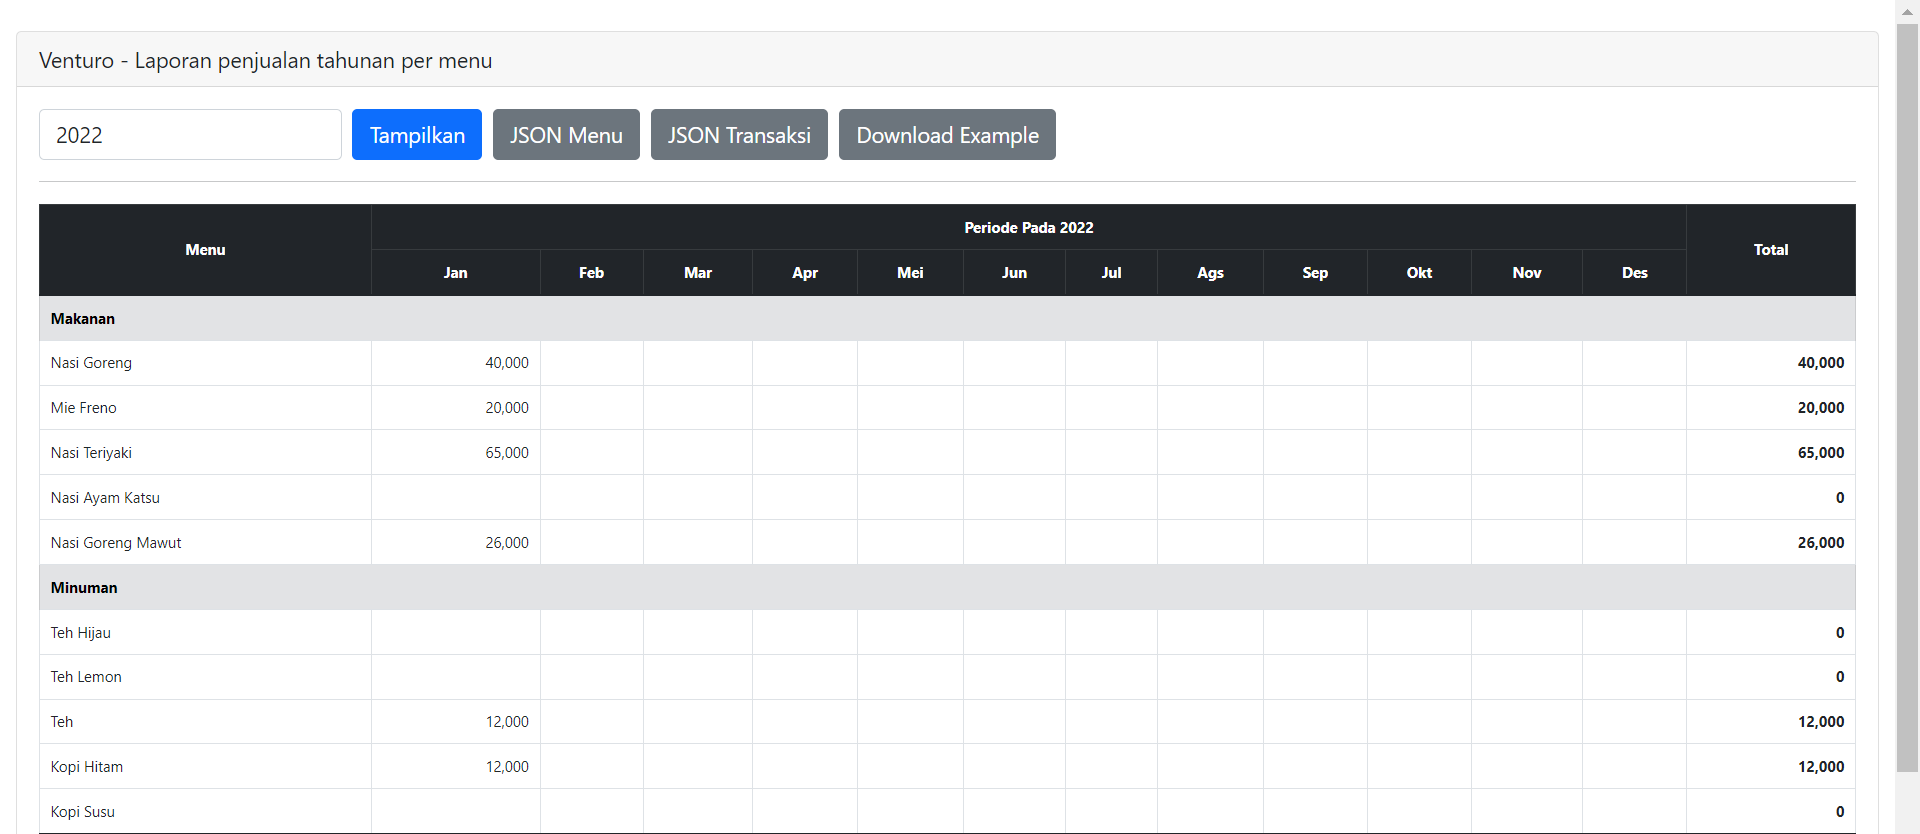 Venturo - Laporan penjualan tahunan per menu
2022 Tampilkan JSON Menu JSON Transaksi Download Example
Menu Periode Pada 2022 Total
Jan Feb Mar Apr Mei Jun Jul Ags Sep Okt Nov Des
Makanan
Nasi Goreng 40,000 40,000
Mie Freno 20,000 20,000
Nasi Teriyaki 65,000 65,000
Nasi Ayam Katsu 0
Nasi Goreng Mawut 26,000 26,000
Minuman
Teh Hijau 0
Teh Lemon 0
Teh 12,000 12,000
Kopi Hitam 12,000 12,000
Kopi Susu 0